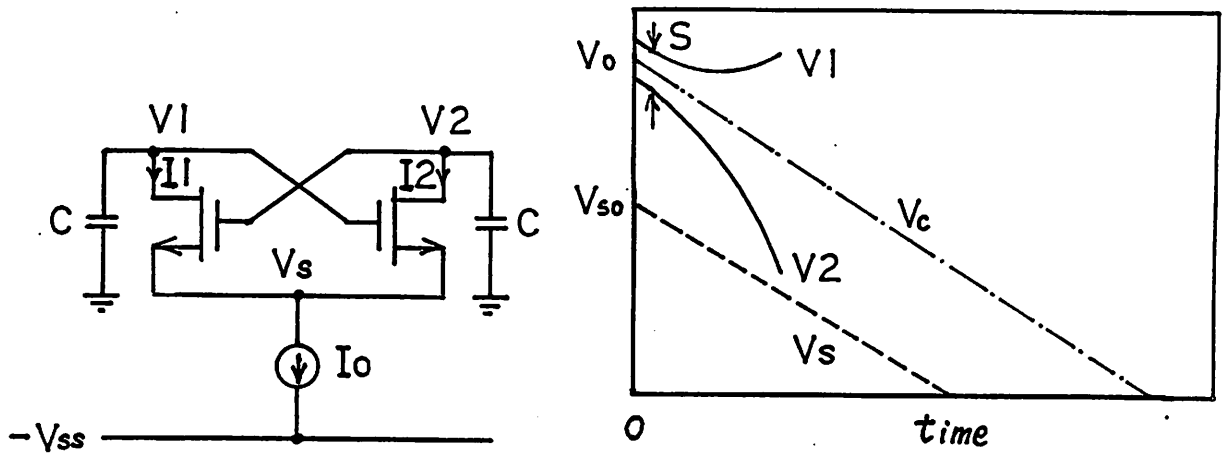 V1 V2
I1 I2
C C
Vs
Io
-Vss
S
Vo V1
Vso Vc
V2
Vs
0 time